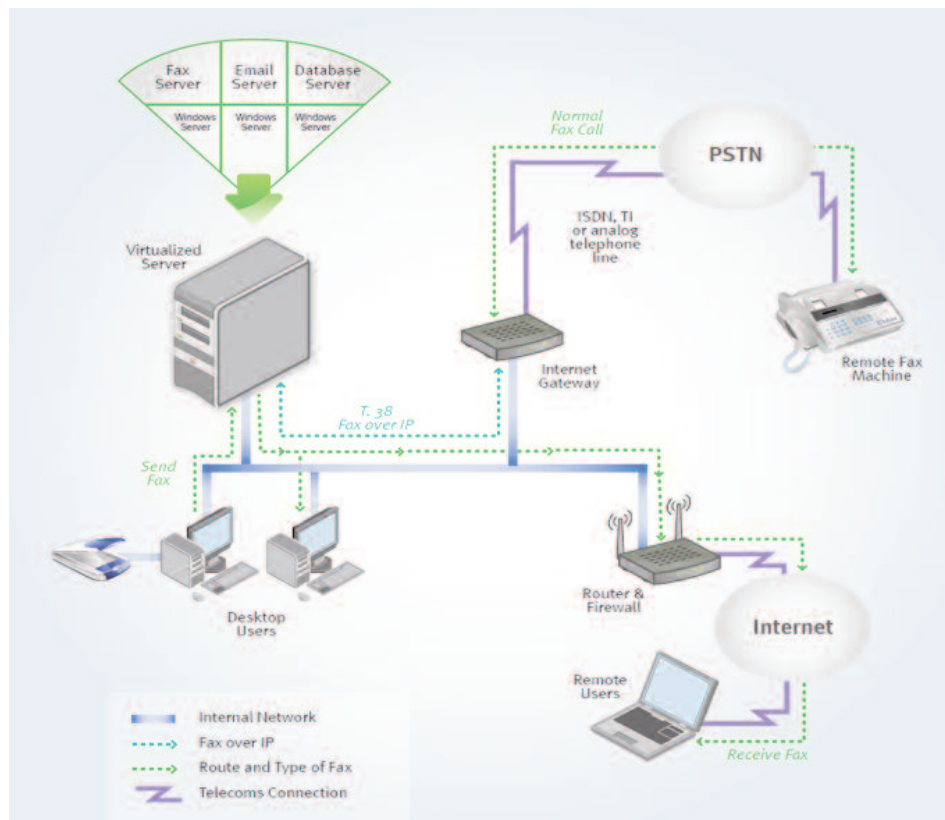 Fax
Server
Email
Server
Database
Server
Windows
Server
Windows
Server
Windows
Server
Normal
Fax Call
PSTN
ISDN, TI
or analog
telephone
line
Virtualized
Server
Internet
Gateway
Remote Fax
Machine
T. 38
Fax over IP
Send
Fax
Desktop
Users
Router &
Firewall
Internet
Remote
Users
Receive Fax
Internal Network
Fax over IP
Route and Type of Fax
Telecoms Connection